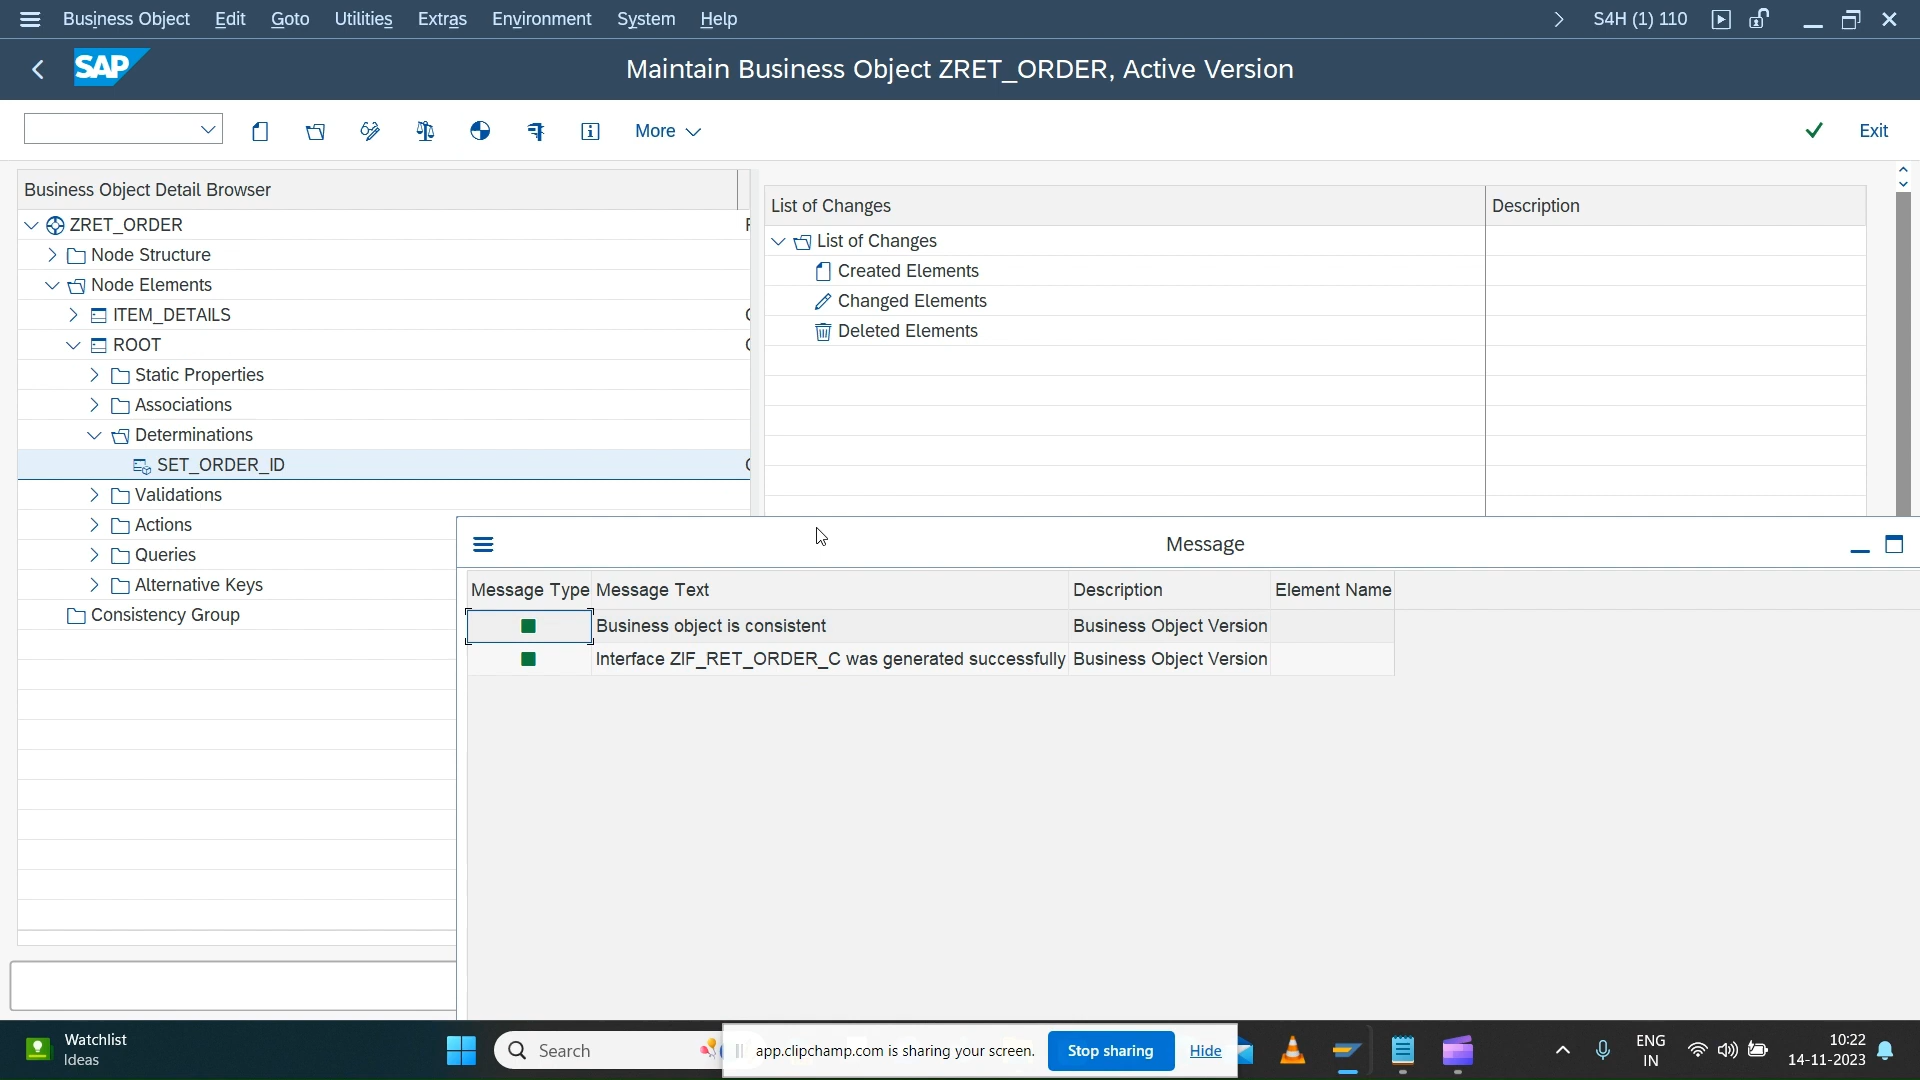 Business Object Edit Goto Utilities Extras Environment System Help S4H (1) 110
SAP Maintain Business Object ZRET_ORDER, Active Version
More Exit
Business Object Detail Browser
ZRET_ORDER
Node Structure
Node Elements
ITEM_DETAILS
ROOT
Static Properties
Associations
Determinations
SET_ORDER_ID
Validations
Actions
Queries
Alternative Keys
Consistency Group
List of Changes Description
List of Changes
Created Elements
Changed Elements
Deleted Elements
Message
Message Type Message Text Description Element Name
Business object is consistent Business Object Version
Interface ZIF_RET_ORDER_C was generated successfully Business Object Version
Watchlist
Ideas
Search
app.clipchamp.com is sharing your screen. Stop sharing Hide
ENG
IN
10:22
14-11-2023